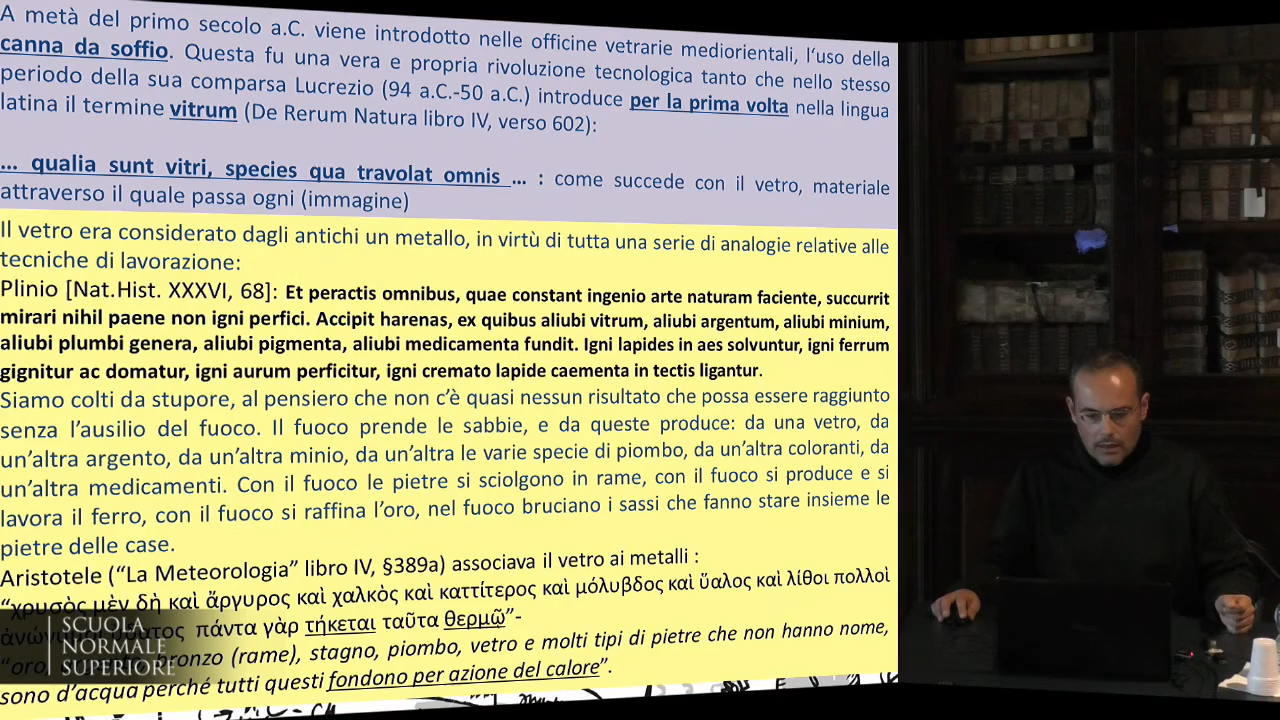 A metà del primo secolo a.C. viene introdotto nelle officine vetrarie mediorientali, l'uso della
canna da soffio. Questa fu una vera e propria rivoluzione tecnologica tanto che nello stesso
periodo della sua comparsa Lucrezio (94 a.C.-50 a.C.) introduce per la prima volta nella lingua
latina il termine vitrum (De Rerum Natura libro IV, verso 602):
... qualia sunt vitri, species qua travolat omnis ... : come succede con il vetro, materiale
attraverso il quale passa ogni (immagine)
Il vetro era considerato dagli antichi un metallo, in virtù di tutta una serie di analogie relative alle
tecniche di lavorazione:
Plinio [Nat.Hist. XXXVI, 68]: Et peractis omnibus, quae constant ingenio arte naturam faciente, succurrit
mirari nihil paene non igni perfici. Accipit harenas, ex quibus aliubi vitrum, aliubi argentum, aliubi minium,
aliubi plumbi genera, aliubi pigmenta, aliubi medicamenta fundit. Igni lapides in aes solvuntur, igni ferrum
gignitur ac domatur, igni aurum perficitur, igni cremato lapide caementa in tectis ligantur.
Siamo colti da stupore, al pensiero che non c'è quasi nessun risultato che possa essere raggiunto
senza l'ausilio del fuoco. Il fuoco prende le sabbie, e da queste produce: da una vetro, da
un'altra argento, da un'altra minio, da un'altra le varie specie di piombo, da un'altra coloranti, da
un'altra medicamenti. Con il fuoco le pietre si sciolgono in rame, con il fuoco si produce e si
lavora il ferro, con il fuoco si raffina l'oro, nel fuoco bruciano i sassi che fanno stare insieme le
pietre delle case.
Aristotele ("La Meteorologia" libro IV, §389a) associava il vetro ai metalli :
"χρυσὸς μὲν δὴ καὶ ἄργυρος καὶ χαλκὸς καὶ καττίτερος καὶ μόλυβδος καὶ ὕαλος καὶ λίθοι πολλοὶ
πάντα γὰρ τήκεται ταῦτα θερμῷ"-
"oro, bronzo (rame), stagno, piombo, vetro e molti tipi di pietre che non hanno nome,
sono d'acqua perché tutti questi fondono per azione del calore".
SCUOLA
NORMALE
SUPERIORE